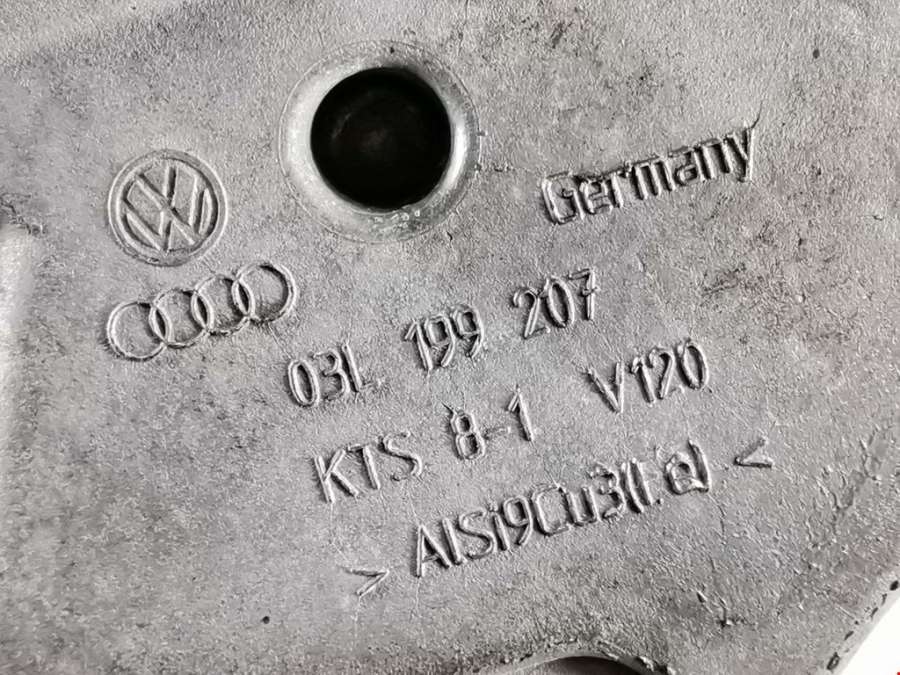 Germany
03L 199 207
KTS 8-1 V120
>AlSi9Cu3(Fe)<